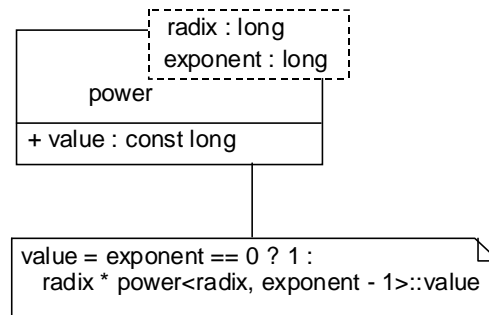 radix : long
exponent : long
power
+ value : const long
value = exponent == 0 ? 1 :
radix * power<radix, exponent - 1>::value